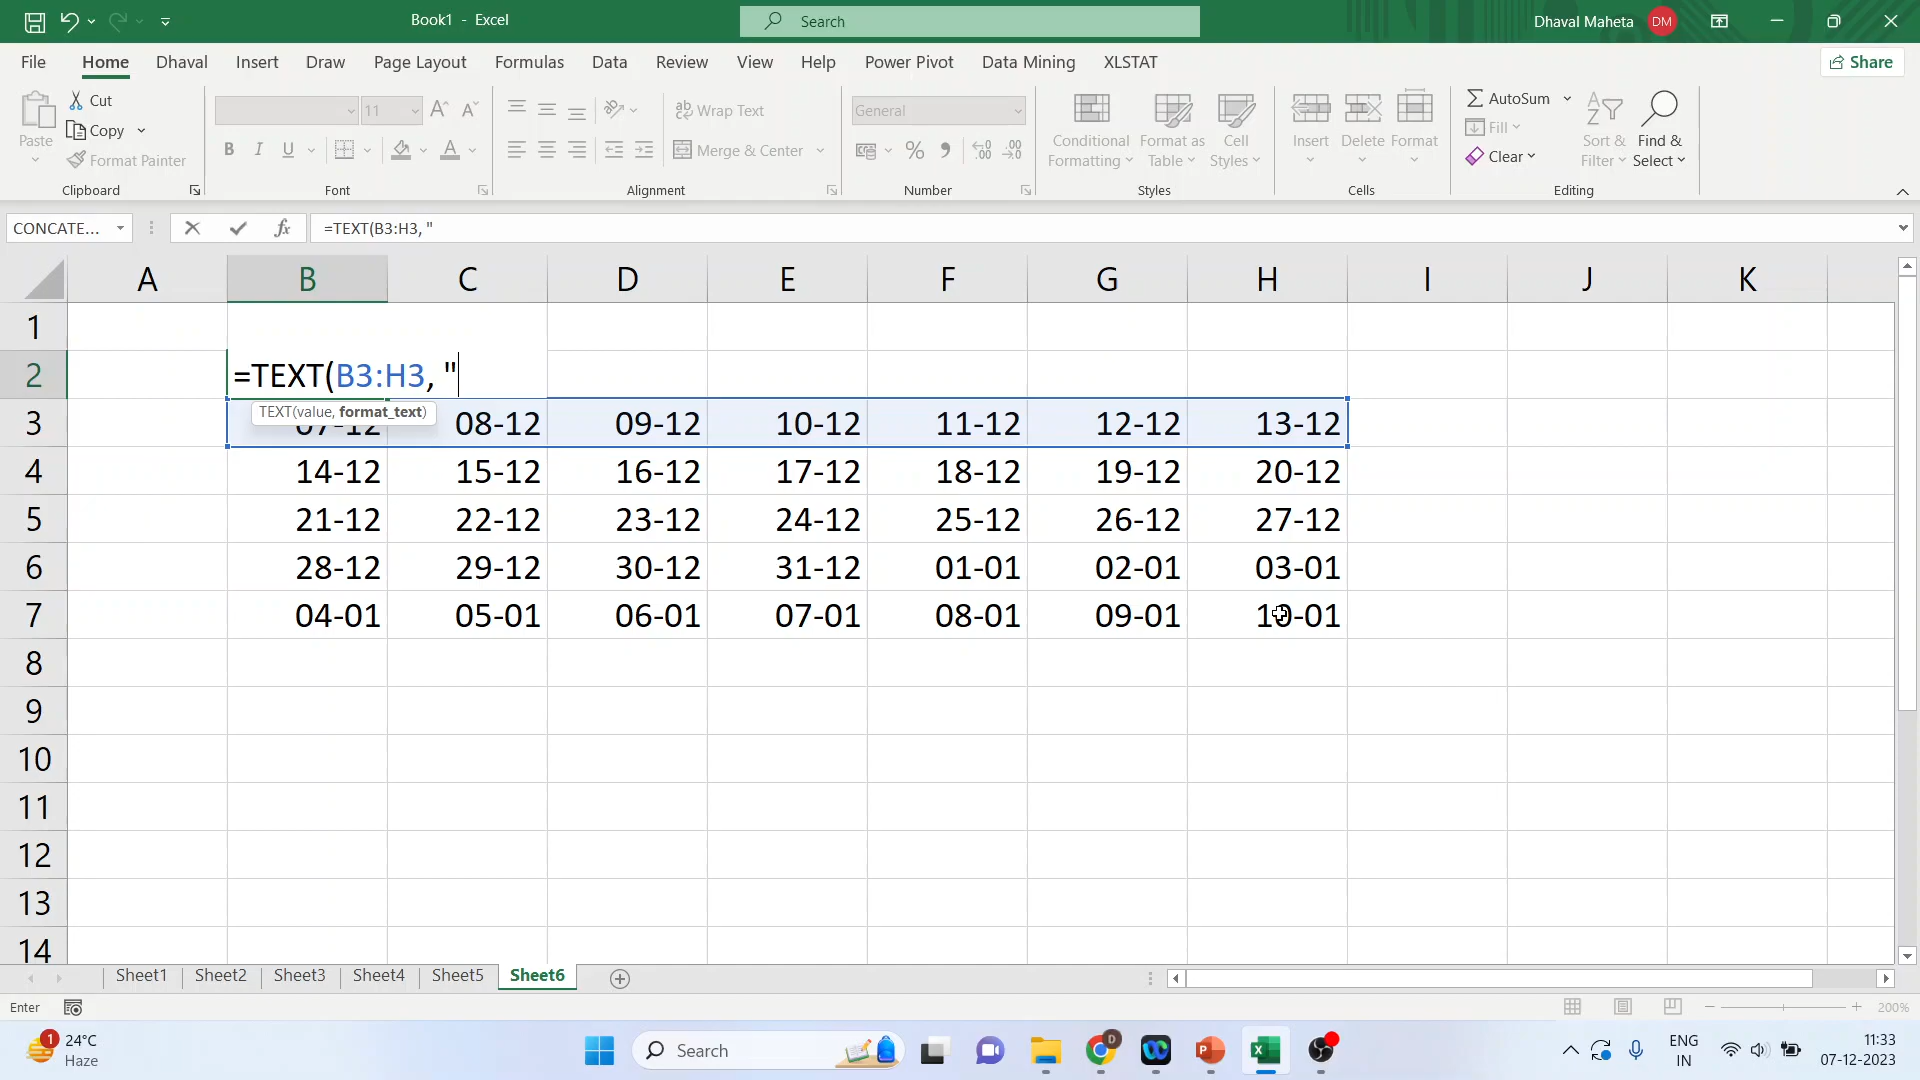 Book1 - Excel
Search
Dhaval Maheta DM
File Home Dhaval Insert Draw Page Layout Formulas Data Review View Help Power Pivot Data Mining XLSTAT Share
Paste
Cut
Copy
Format Painter
Clipboard
11
B I U
Font
ab Wrap Text
Merge & Center
Alignment
General
%
Number
Conditional Formatting
Format as Table
Cell Styles
Styles
Insert Delete Format
Cells
AutoSum
Fill
Clear
Sort & Filter
Find & Select
Editing
CONCATE... fx =TEXT(B3:H3, "
A B C D E F G H I J K
1
2 =TEXT(B3:H3, "
TEXT(value, format_text)
3 07-12 08-12 09-12 10-12 11-12 12-12 13-12
4 14-12 15-12 16-12 17-12 18-12 19-12 20-12
5 21-12 22-12 23-12 24-12 25-12 26-12 27-12
6 28-12 29-12 30-12 31-12 01-01 02-01 03-01
7 04-01 05-01 06-01 07-01 08-01 09-01 10-01
8
9
10
11
12
13
14
Sheet1 Sheet2 Sheet3 Sheet4 Sheet5 Sheet6
Enter
200%
1
24°C
Haze
Search
D
ENG
IN
11:33
07-12-2023